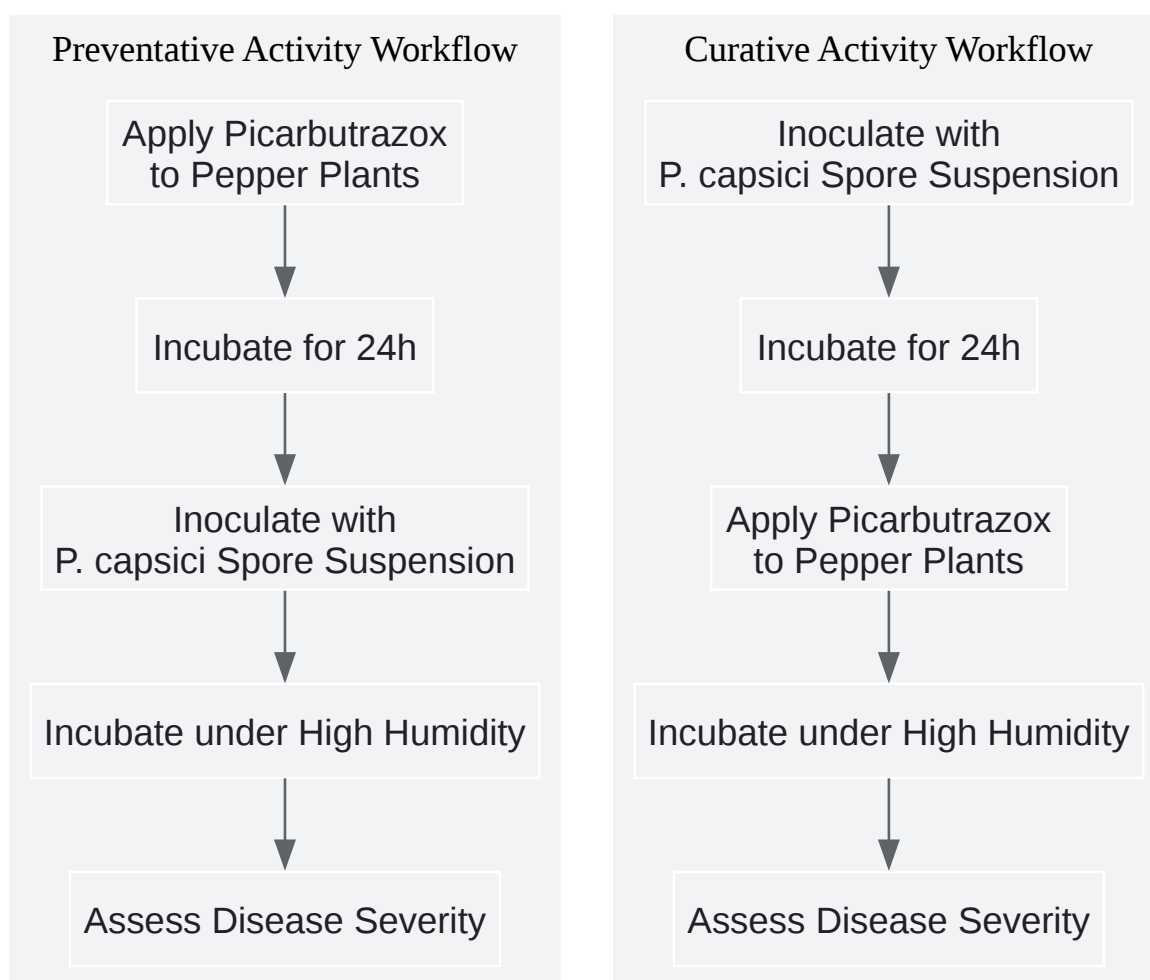 Preventative Activity Workflow
Apply Picarbutrazox
to Pepper Plants
Incubate for 24h
Inoculate with
P. capsici Spore Suspension
Incubate under High Humidity
Assess Disease Severity
Curative Activity Workflow
Inoculate with
P. capsici Spore Suspension
Incubate for 24h
Apply Picarbutrazox
to Pepper Plants
Incubate under High Humidity
Assess Disease Severity